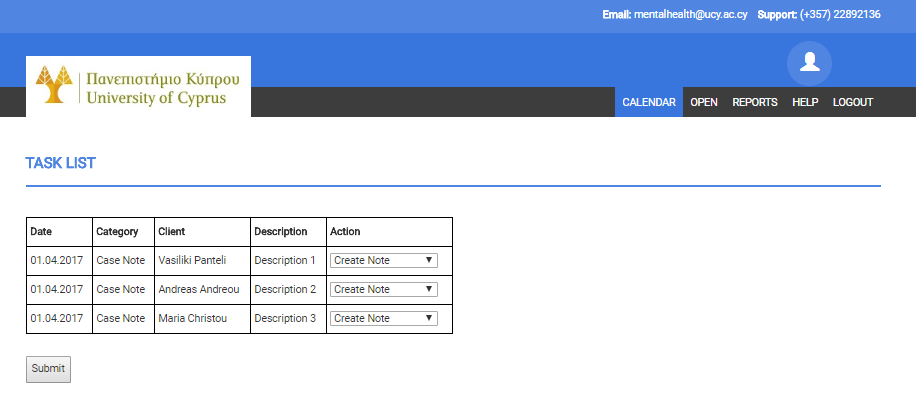 Email: mentalhealth@ucy.ac.cy Support: (+357) 22892136
Πανεπιστήμιο Κύπρου
University of Cyprus
CALENDAR OPEN REPORTS HELP LOGOUT
TASK LIST
Date Category Client Description Action
01.04.2017 Case Note Vasiliki Panteli Description 1 Create Note
01.04.2017 Case Note Andreas Andreou Description 2 Create Note
01.04.2017 Case Note Maria Christou Description 3 Create Note
Submit